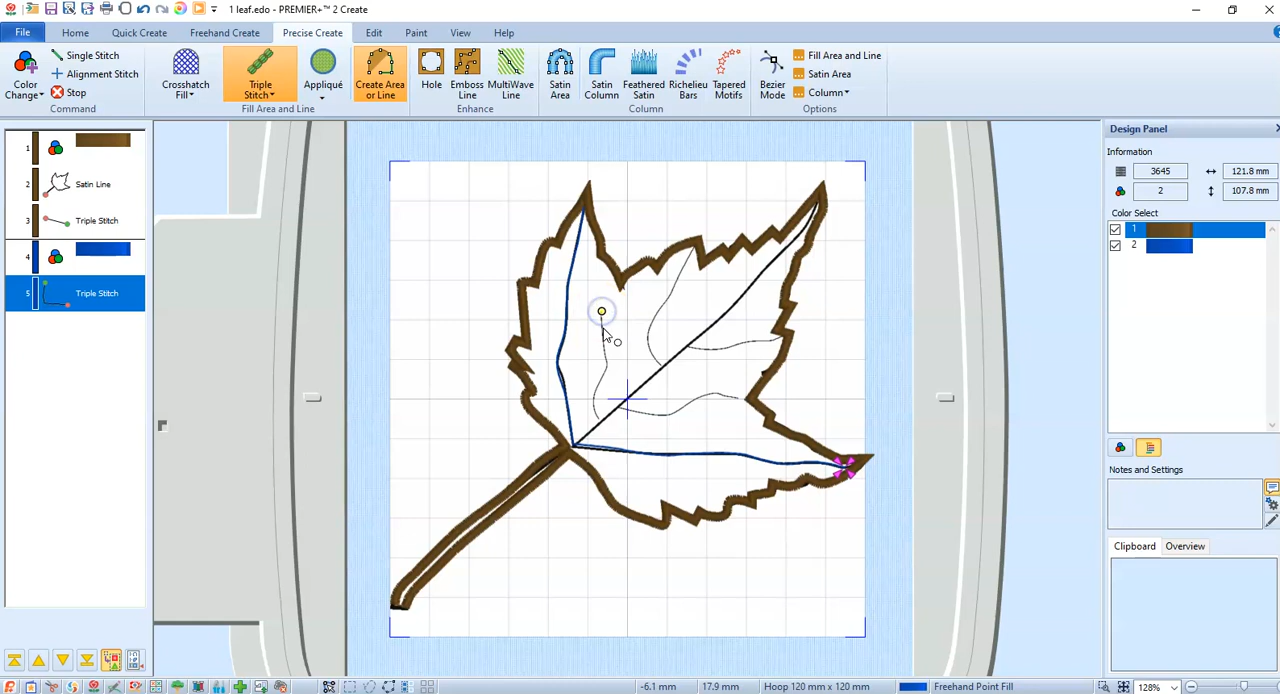 1 leaf.edo - PREMIER+™ 2 Create
File Home Quick Create Freehand Create Precise Create Edit Paint View Help
Color Change
Single Stitch
Alignment Stitch
Stop
Command
Crosshatch Fill
Triple Stitch
Appliqué
Create Area or Line
Fill Area and Line
Hole
Emboss Line
MultiWave Line
Enhance
Satin Area
Satin Column
Feathered Satin
Richelieu Bars
Tapered Motifs
Column
Bezier Mode
Fill Area and Line
Satin Area
Column
Options
1
2 Satin Line
3 Triple Stitch
4
5 Triple Stitch
Design Panel
Information
3645 121.8 mm
2 107.8 mm
Color Select
1
2
Notes and Settings
Clipboard Overview
-6.1 mm 17.9 mm Hoop 120 mm x 120 mm Freehand Point Fill 128%